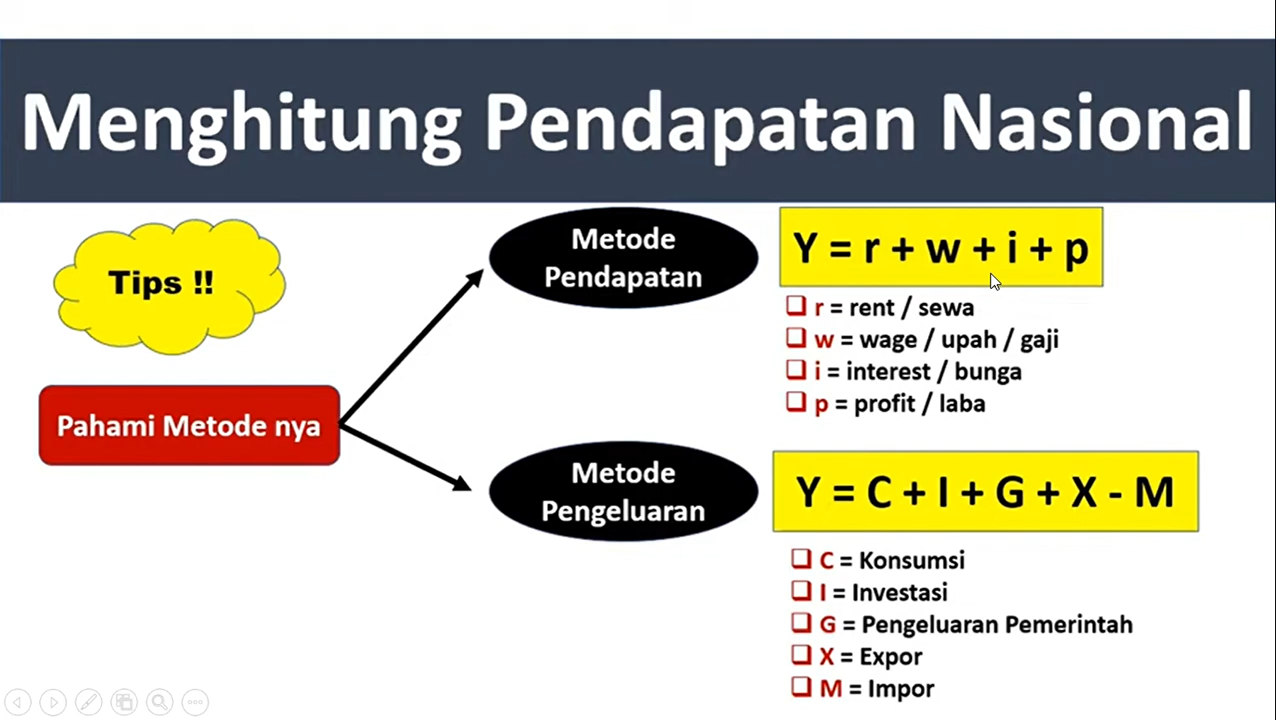 Menghitung Pendapatan Nasional
Tips !!
Pahami Metode nya
Metode
Pendapatan
Y = r + w + i + p
r = rent / sewa
w = wage / upah / gaji
i = interest / bunga
p = profit / laba
Metode
Pengeluaran
Y = C + I + G + X - M
C = Konsumsi
I = Investasi
G = Pengeluaran Pemerintah
X = Expor
M = Impor